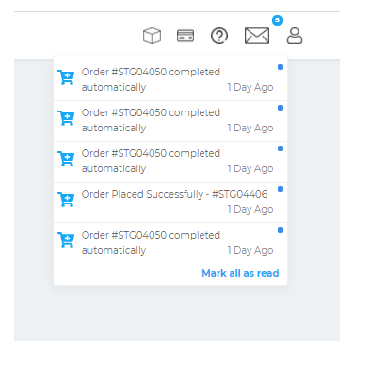 5
Order #STG04050 completed
automatically
1 Day Ago
Order #STG04050 completed
automatically
1 Day Ago
Order #STG04050 completed
automatically
1 Day Ago
Order Placed Successfully - #STG04406
1 Day Ago
Order #STG04050 completed
automatically
1 Day Ago
Mark all as read